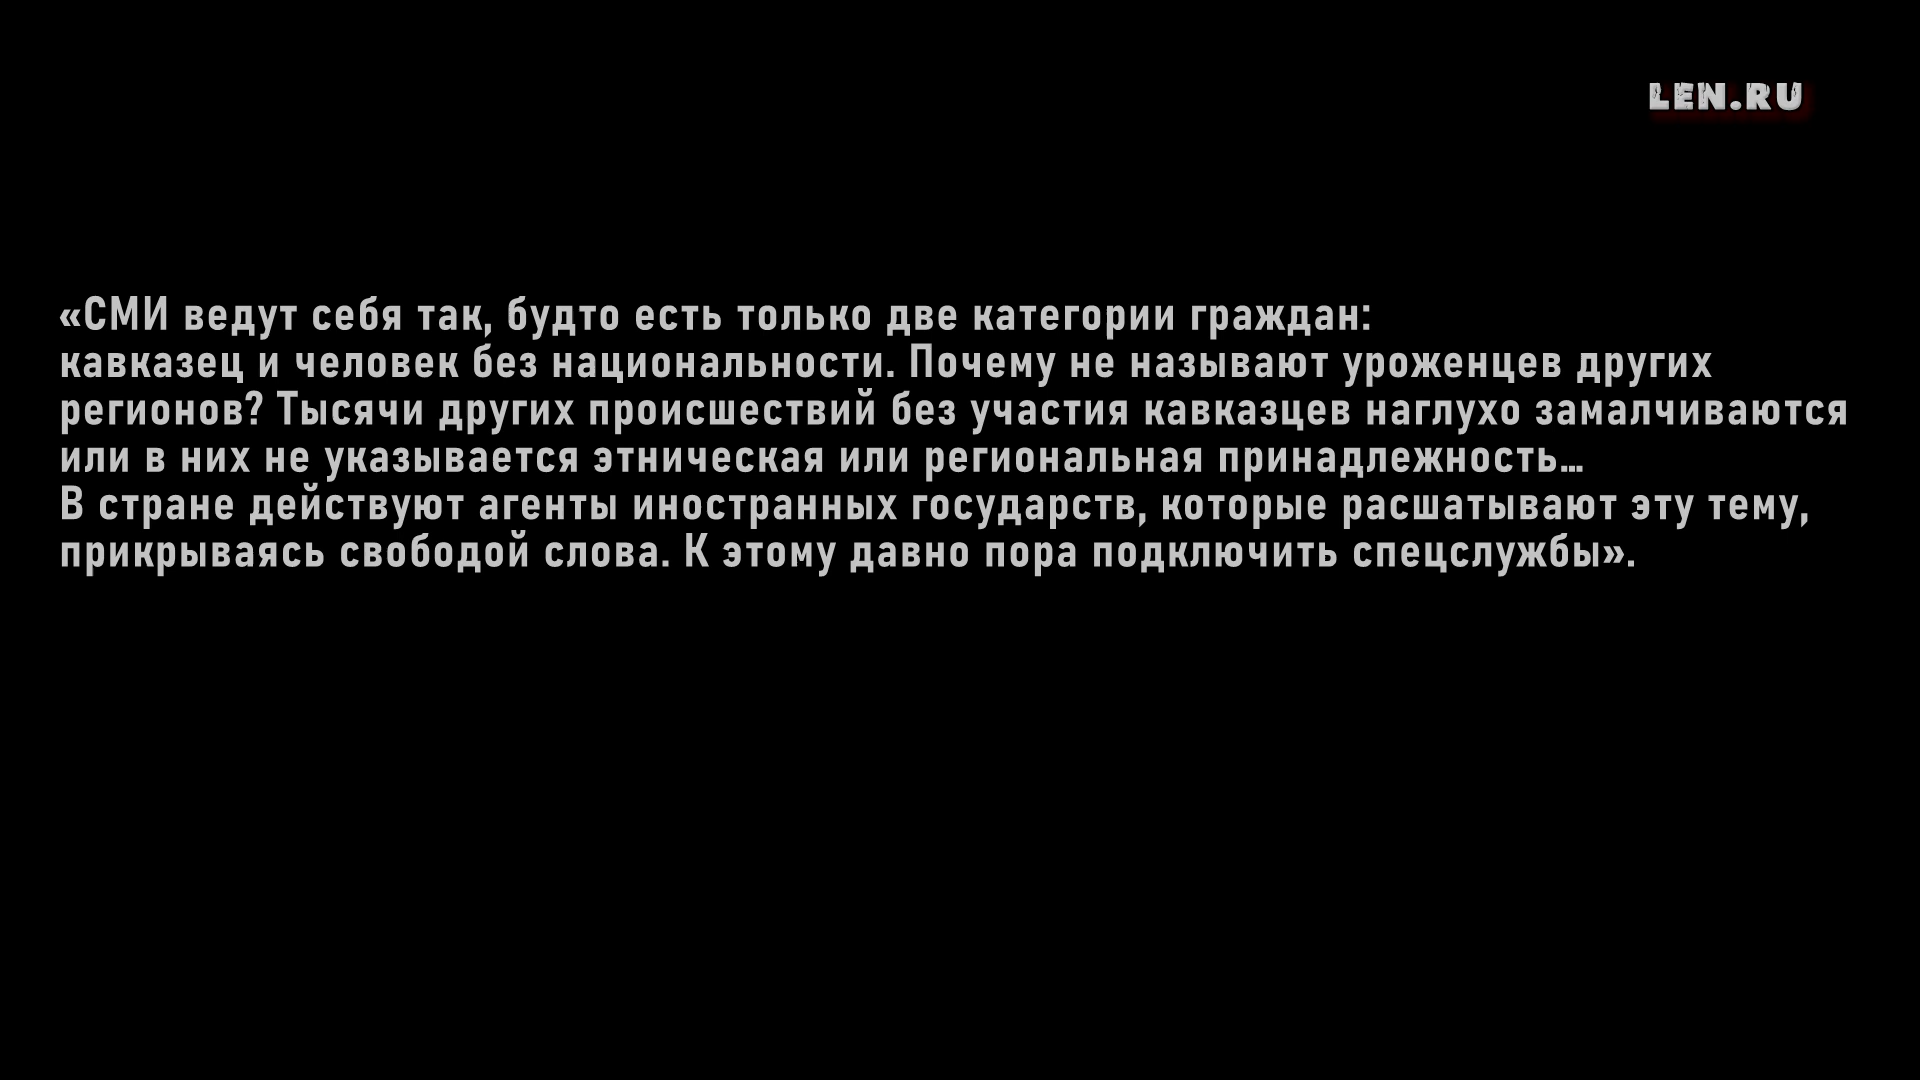 LEN.RU
«СМИ ведут себя так, будто есть только две категории граждан:
кавказец и человек без национальности. Почему не называют уроженцев других
регионов? Тысячи других происшествий без участия кавказцев наглухо замалчиваются
или в них не указывается этническая или региональная принадлежность…
В стране действуют агенты иностранных государств, которые расшатывают эту тему,
прикрываясь свободой слова. К этому давно пора подключить спецслужбы».